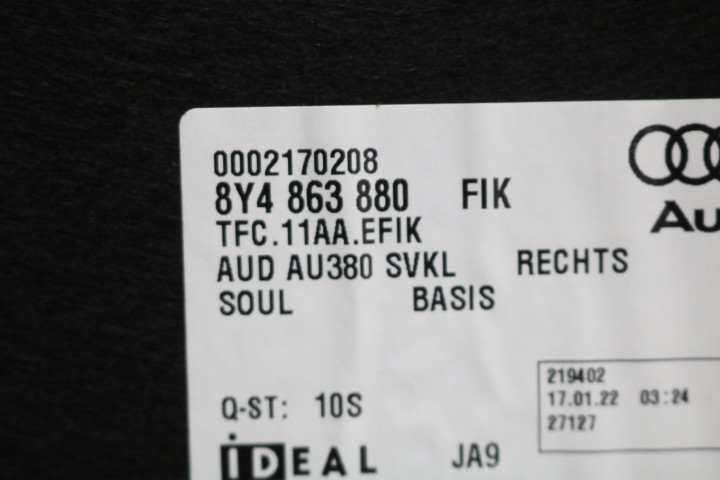 0002170208
8Y4 863 880 FIK
TFC.11AA.EFIK
AUD AU380 SVKL RECHTS
SOUL BASIS
219402
17.01.22 03:24
27127
Q-ST: 10S
iDEAL JA9